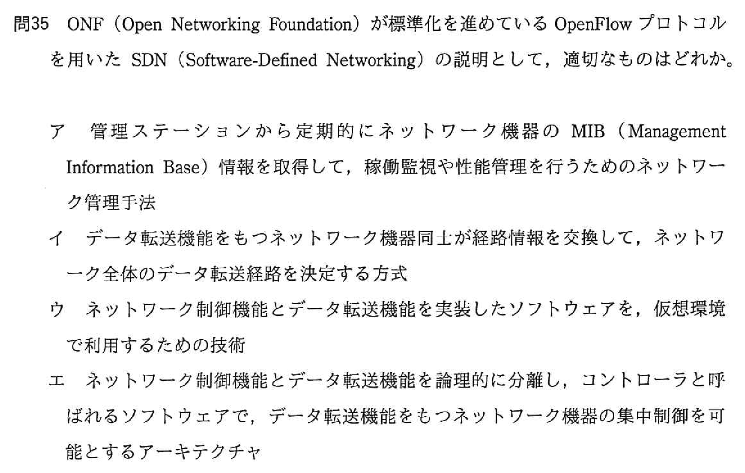 問35 ONF（Open Networking Foundation）が標準化を進めているOpenFlowプロトコル
を用いた SDN（Software-Defined Networking）の説明として，適切なものはどれか。
ア 管理ステーションから定期的にネットワーク機器の MIB（Management
Information Base）情報を取得して，稼働監視や性能管理を行うためのネットワー
ク管理手法
イ データ転送機能をもつネットワーク機器同士が経路情報を交換して，ネットワ
ーク全体のデータ転送経路を決定する方式
ウ ネットワーク制御機能とデータ転送機能を実装したソフトウェアを，仮想環境
で利用するための技術
エ ネットワーク制御機能とデータ転送機能を論理的に分離し，コントローラと呼
ばれるソフトウェアで，データ転送機能をもつネットワーク機器の集中制御を可
能とするアーキテクチャ